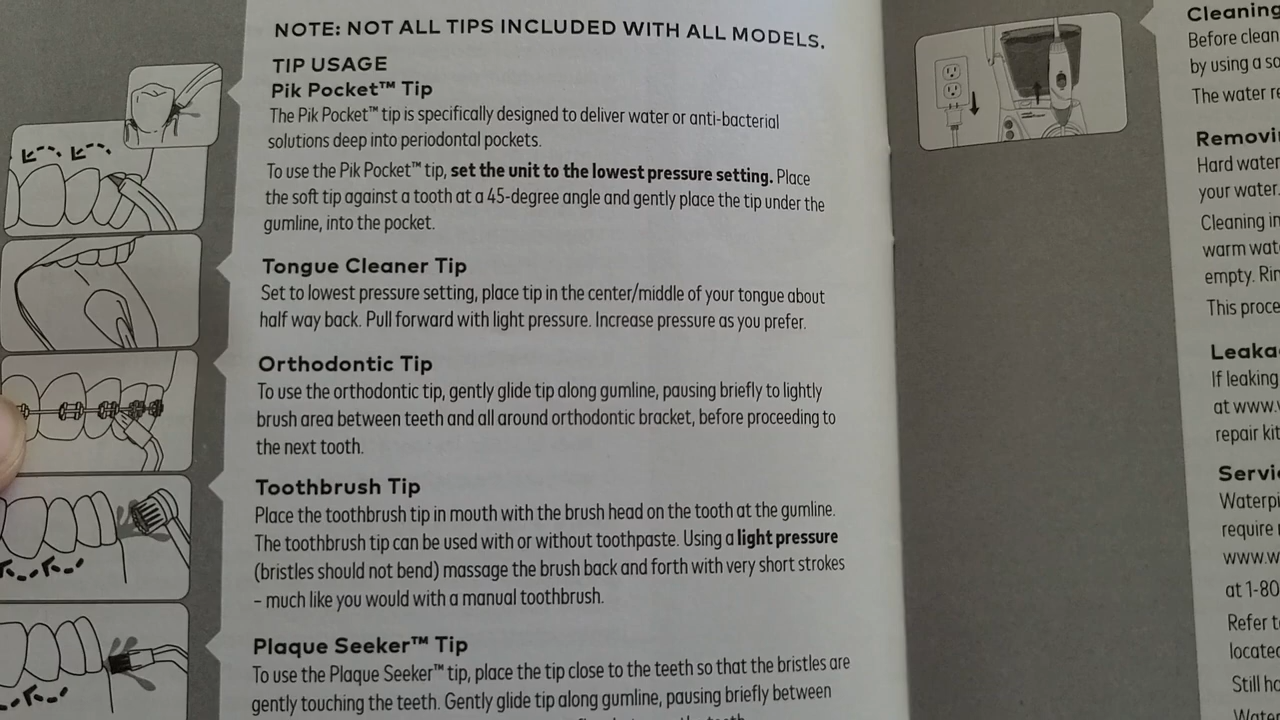 NOTE: NOT ALL TIPS INCLUDED WITH ALL MODELS.
TIP USAGE
Pik Pocket™ Tip
The Pik Pocket™ tip is specifically designed to deliver water or anti-bacterial
solutions deep into periodontal pockets.
To use the Pik Pocket™ tip, set the unit to the lowest pressure setting. Place
the soft tip against a tooth at a 45-degree angle and gently place the tip under the
gumline, into the pocket.
Tongue Cleaner Tip
Set to lowest pressure setting, place tip in the center/middle of your tongue about
half way back. Pull forward with light pressure. Increase pressure as you prefer.
Orthodontic Tip
To use the orthodontic tip, gently glide tip along gumline, pausing briefly to lightly
brush area between teeth and all around orthodontic bracket, before proceeding to
the next tooth.
Toothbrush Tip
Place the toothbrush tip in mouth with the brush head on the tooth at the gumline.
The toothbrush tip can be used with or without toothpaste. Using a light pressure
(bristles should not bend) massage the brush back and forth with very short strokes
– much like you would with a manual toothbrush.
Plaque Seeker™ Tip
To use the Plaque Seeker™ tip, place the tip close to the teeth so that the bristles are
gently touching the teeth. Gently glide tip along gumline, pausing briefly between
Cleaning
Before clean
by using a so
The water re
Removi
Hard water
your water.
Cleaning in
warm wat
empty. Rin
This proce
Leaka
If leaking
at www.
repair kit
Servi
Waterpi
require
www.w
at 1-80
Refer t
located
Still ha
Water